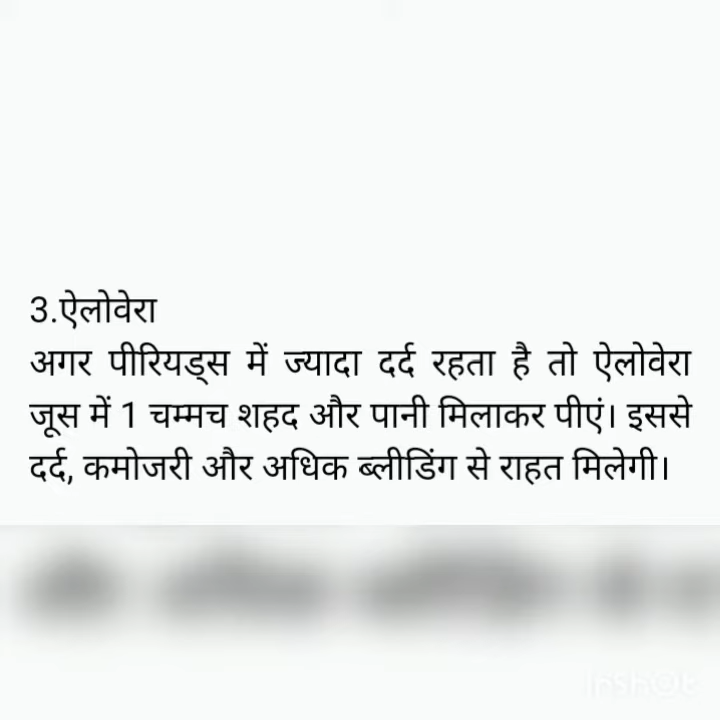 3.ऐलोवेरा
अगर पीरियड्स में ज्यादा दर्द रहता है तो ऐलोवेरा
जूस में 1 चम्मच शहद और पानी मिलाकर पीएं। इससे
दर्द, कमोजरी और अधिक ब्लीडिंग से राहत मिलेगी।